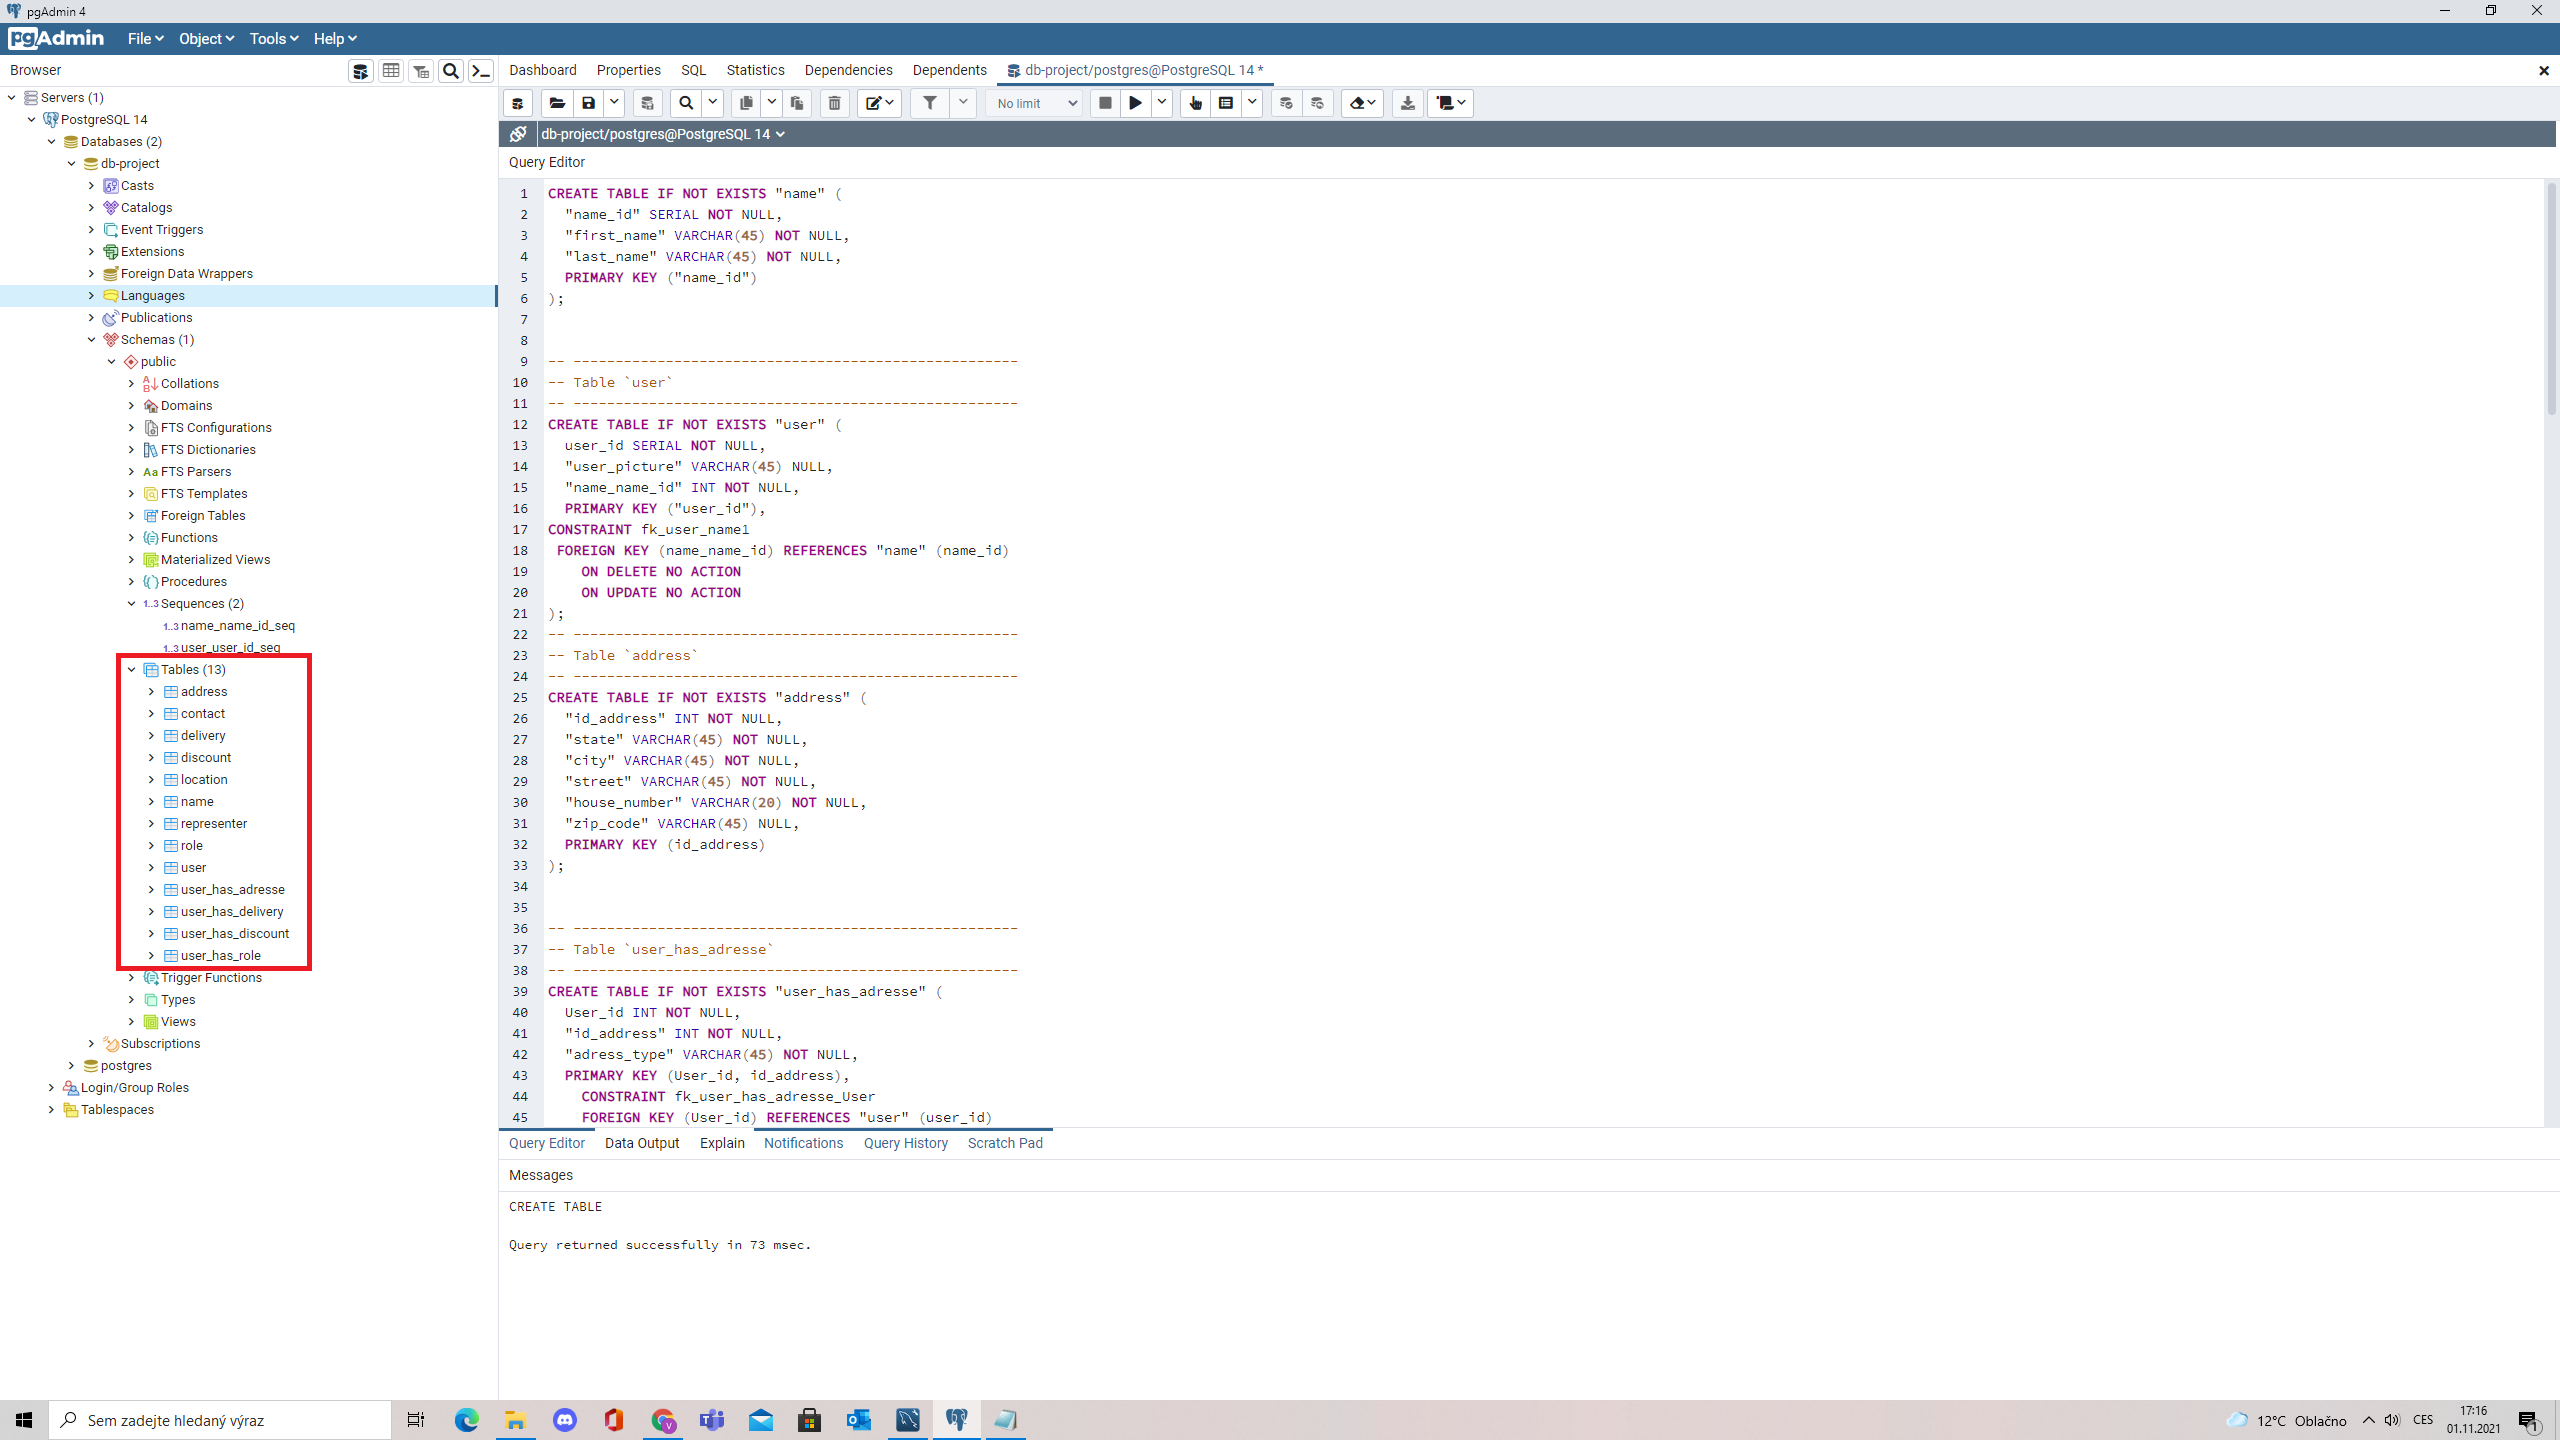 pgAdmin 4
pgAdmin File Object Tools Help
Browser
Servers (1)
PostgreSQL 14
Databases (2)
db-project
Casts
Catalogs
Event Triggers
Extensions
Foreign Data Wrappers
Languages
Publications
Schemas (1)
public
Collations
Domains
FTS Configurations
FTS Dictionaries
Aa FTS Parsers
FTS Templates
Foreign Tables
Functions
Materialized Views
Procedures
1..3 Sequences (2)
1..3 name_name_id_seq
1..3 user_user_id_seq
Tables (13)
address
contact
delivery
discount
location
name
representer
role
user
user_has_adresse
user_has_delivery
user_has_discount
user_has_role
Trigger Functions
Types
Views
Subscriptions
postgres
Login/Group Roles
Tablespaces
Dashboard Properties SQL Statistics Dependencies Dependents db-project/postgres@PostgreSQL 14 *
No limit
db-project/postgres@PostgreSQL 14
Query Editor
1 CREATE TABLE IF NOT EXISTS "name" (
2 "name_id" SERIAL NOT NULL,
3 "first_name" VARCHAR(45) NOT NULL,
4 "last_name" VARCHAR(45) NOT NULL,
5 PRIMARY KEY ("name_id")
6 );
7
8
9 -- -----------------------------------------------------
10 -- Table `user`
11 -- -----------------------------------------------------
12 CREATE TABLE IF NOT EXISTS "user" (
13 user_id SERIAL NOT NULL,
14 "user_picture" VARCHAR(45) NULL,
15 "name_name_id" INT NOT NULL,
16 PRIMARY KEY ("user_id"),
17 CONSTRAINT fk_user_name1
18 FOREIGN KEY (name_name_id) REFERENCES "name" (name_id)
19 ON DELETE NO ACTION
20 ON UPDATE NO ACTION
21 );
22 -- -----------------------------------------------------
23 -- Table `address`
24 -- -----------------------------------------------------
25 CREATE TABLE IF NOT EXISTS "address" (
26 "id_address" INT NOT NULL,
27 "state" VARCHAR(45) NOT NULL,
28 "city" VARCHAR(45) NOT NULL,
29 "street" VARCHAR(45) NOT NULL,
30 "house_number" VARCHAR(20) NOT NULL,
31 "zip_code" VARCHAR(45) NULL,
32 PRIMARY KEY (id_address)
33 );
34
35
36 -- -----------------------------------------------------
37 -- Table `user_has_adresse`
38 -- -----------------------------------------------------
39 CREATE TABLE IF NOT EXISTS "user_has_adresse" (
40 User_id INT NOT NULL,
41 "id_address" INT NOT NULL,
42 "adress_type" VARCHAR(45) NOT NULL,
43 PRIMARY KEY (User_id, id_address),
44 CONSTRAINT fk_user_has_adresse_User
45 FOREIGN KEY (User_id) REFERENCES "user" (user_id)
Query Editor Data Output Explain Notifications Query History Scratch Pad
Messages
CREATE TABLE
Query returned successfully in 73 msec.
Sem zadejte hledaný výraz
12°C Oblačno CES 17:16
01.11.2021
1